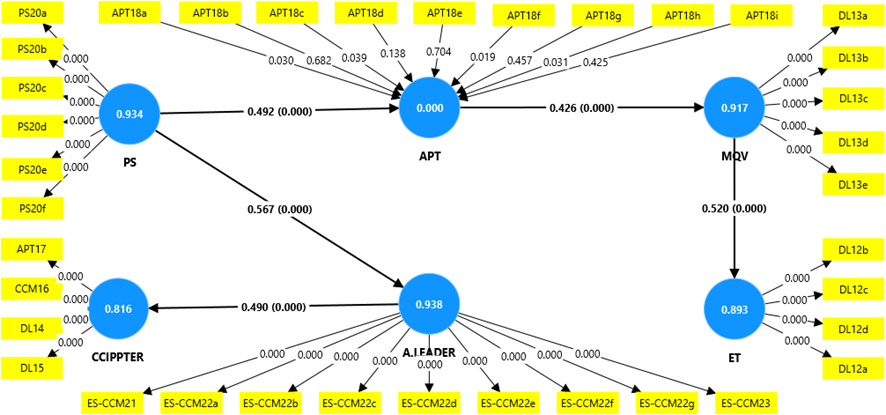 PS20a
APT18a
APT18b
APT18c
APT18d
APT18e
APT18f
APT18g
APT18h
APT18i
DL13a
PS20b
0.000
0.030
0.682
0.039
0.138
0.704
0.019
0.457
0.031
0.425
0.000
DL13b
PS20c
0.000
0.000
DL13c
PS20d
0.000
0.000
0.934
0.492 (0.000)
0.000
0.426 (0.000)
0.917
0.000
0.000
DL13d
PS20e
0.000
0.000
PS
APT
MQV
0.000
DL13e
PS20f
0.567 (0.000)
0.520 (0.000)
APT17
0.000
DL12b
CCM16
0.000
0.000
DL12c
DL14
0.000
0.816
0.490 (0.000)
0.938
0.893
0.000
0.000
DL12d
DL15
0.000
CCIPPTER
A.LEADER
ET
0.000
DL12a
0.000
0.000
0.000
0.000
0.000
0.000
0.000
0.000
0.000
ES-CCM21
ES-CCM22a
ES-CCM22b
ES-CCM22c
ES-CCM22d
ES-CCM22e
ES-CCM22f
ES-CCM22g
ES-CCM23